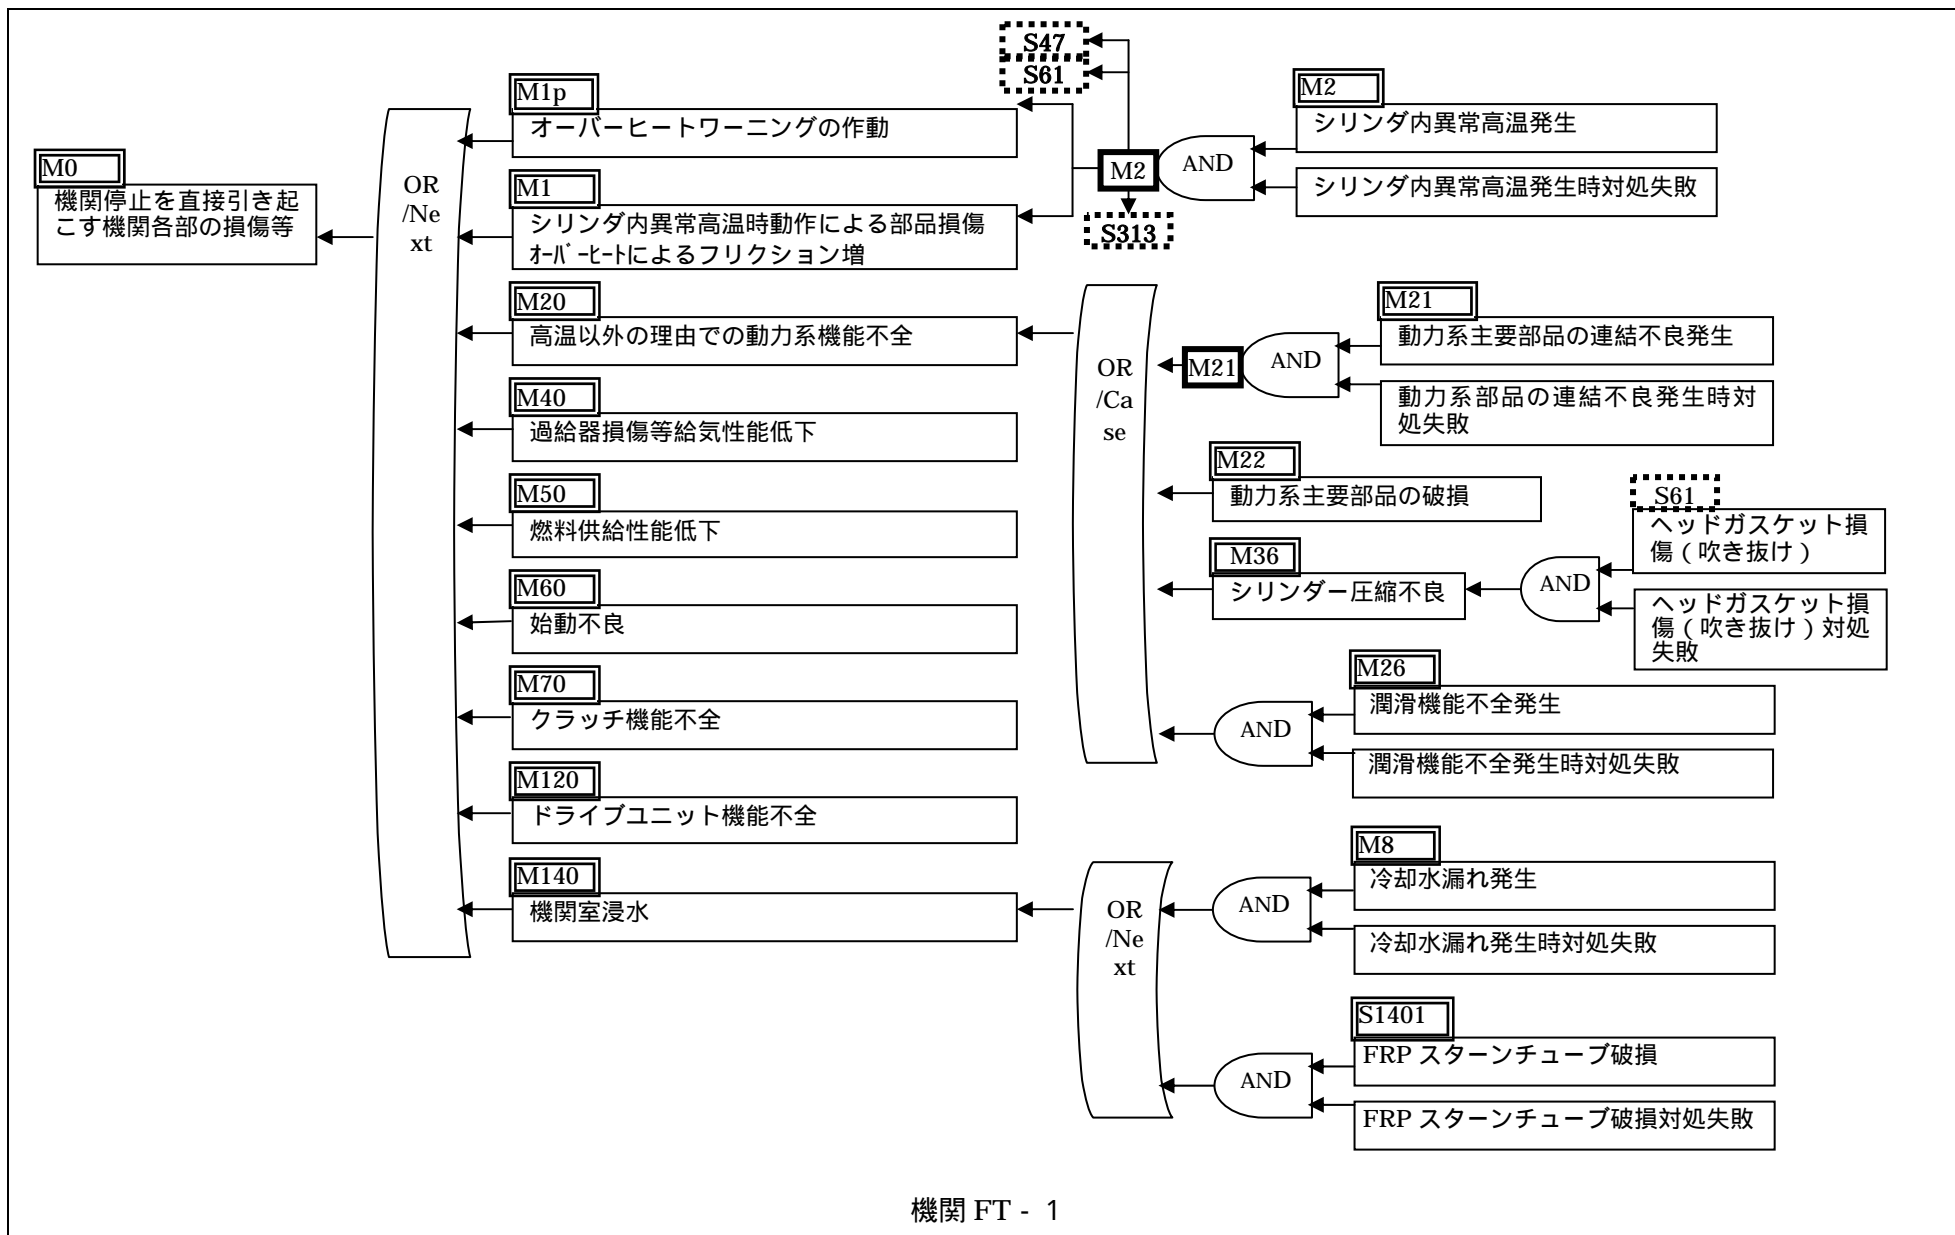 M0
機関停止を直接引き起
こす機関各部の損傷等
OR
/Ne
xt
M1p
オーバーヒートワーニングの作動
M1
シリンダ内異常高温時動作による部品損傷
ｵｰﾊﾞｰﾋｰﾄによるフリクション増
M20
高温以外の理由での動力系機能不全
M40
過給器損傷等給気性能低下
M50
燃料供給性能低下
M60
始動不良
M70
クラッチ機能不全
M120
ドライブユニット機能不全
M140
機関室浸水
S47
S61
M2
S313
AND
M2
シリンダ内異常高温発生
シリンダ内異常高温発生時対処失敗
OR
/Ca
se
M21
AND
M21
動力系主要部品の連結不良発生
動力系部品の連結不良発生時対
処失敗
M22
動力系主要部品の破損
M36
シリンダー圧縮不良
AND
S61
ヘッドガスケット損
傷（吹き抜け）
ヘッドガスケット損
傷（吹き抜け）対処
失敗
AND
M26
潤滑機能不全発生
潤滑機能不全発生時対処失敗
OR
/Ne
xt
AND
M8
冷却水漏れ発生
冷却水漏れ発生時対処失敗
AND
S1401
FRP スターンチューブ破損
FRP スターンチューブ破損対処失敗
機関 FT - 1